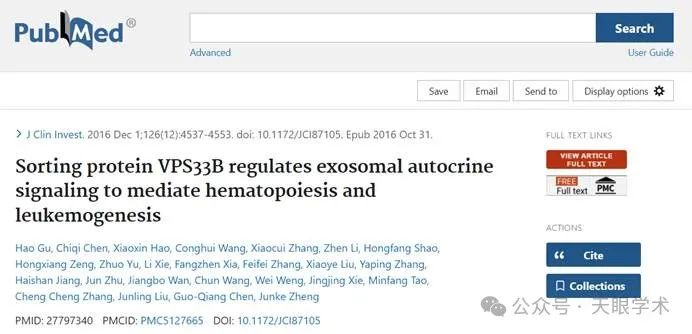 PubMed®
Search
Advanced
User Guide
Save
Email
Send to
Display options
J Clin Invest. 2016 Dec 1;126(12):4537-4553. doi: 10.1172/JCI87105. Epub 2016 Oct 31.
Sorting protein VPS33B regulates exosomal autocrine
signaling to mediate hematopoiesis and
leukemogenesis
Hao Gu, Chiqi Chen, Xiaoxin Hao, Conghui Wang, Xiaocui Zhang, Zhen Li, Hongfang Shao,
Hongxiang Zeng, Zhuo Yu, Li Xie, Fangzhen Xia, Feifei Zhang, Xiaoye Liu, Yaping Zhang,
Haishan Jiang, Jun Zhu, Jiangbo Wan, Chun Wang, Wei Weng, Jingjing Xie, Minfang Tao,
Cheng Cheng Zhang, Junling Liu, Guo-Qiang Chen, Junke Zheng
PMID: 27797340 PMCID: PMC5127665 DOI: 10.1172/JCI87105
FULL TEXT LINKS
VIEW ARTICLE
FULL TEXT
FREE
Full text
PMC
ACTIONS
Cite
Collections
公众号 · 天眼学术